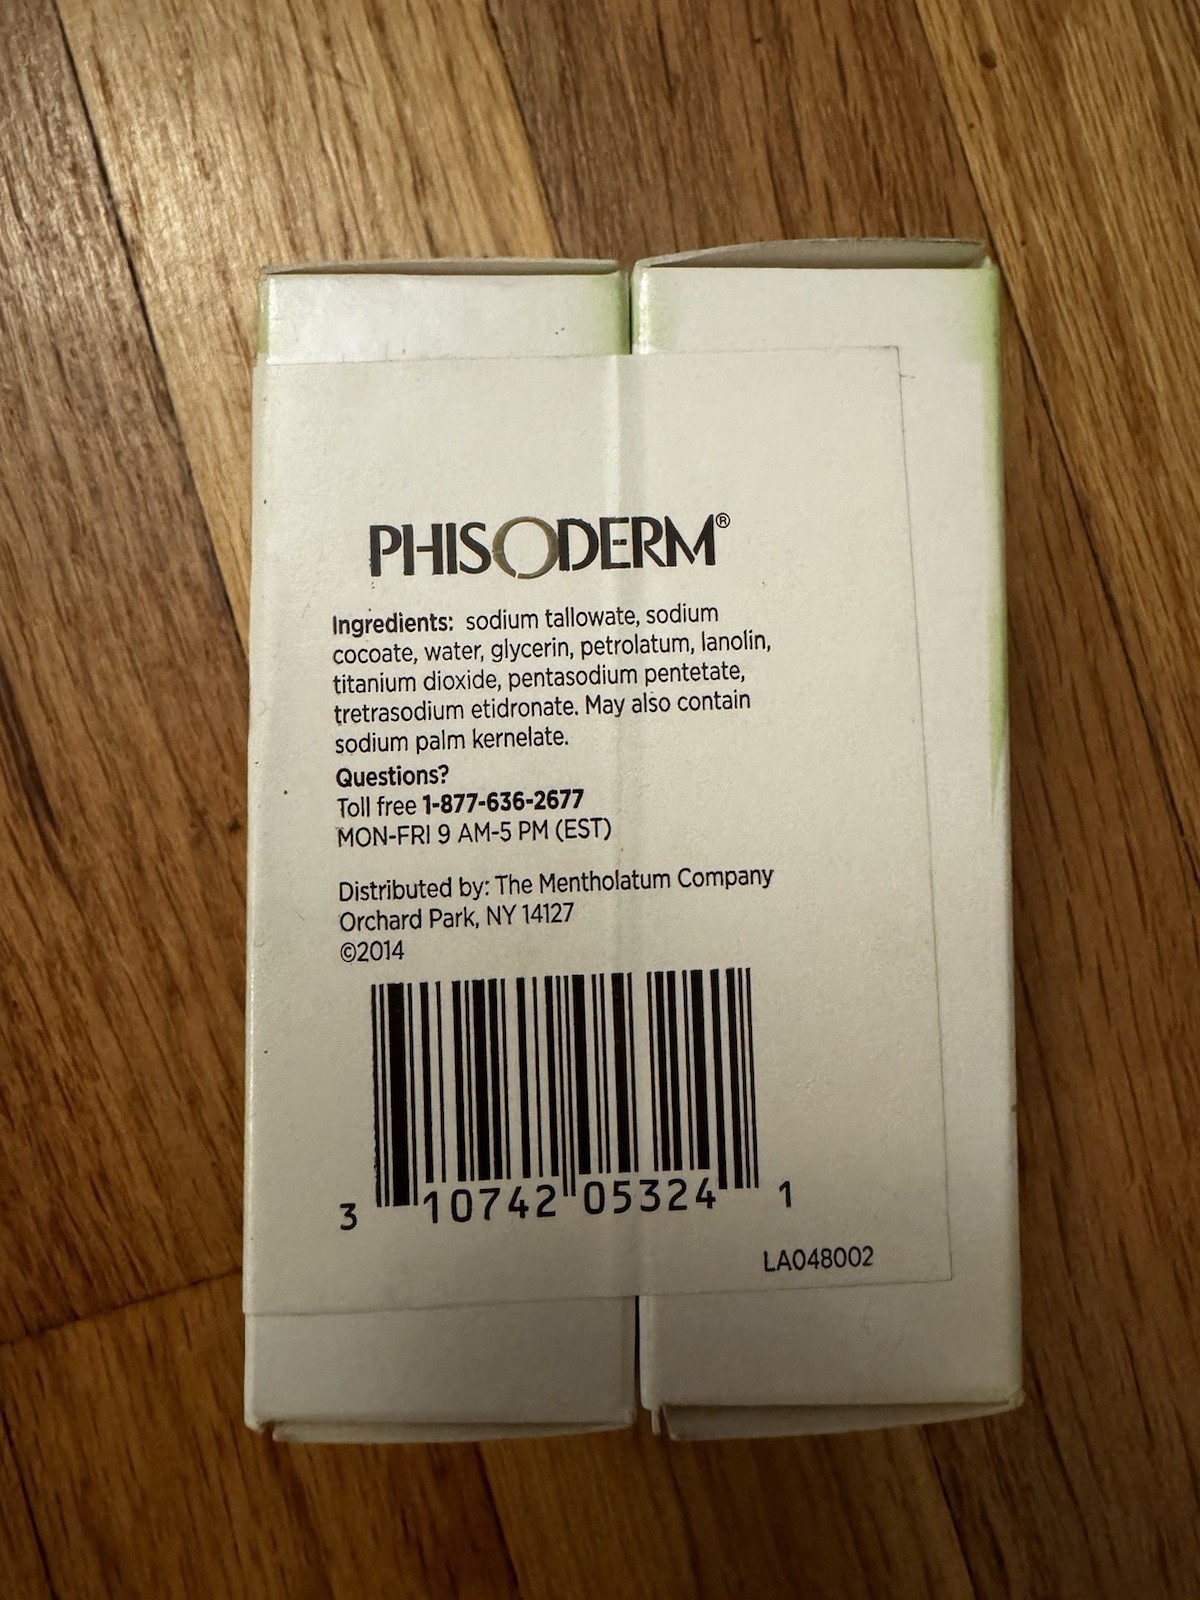 PHISODERM®
Ingredients: sodium tallowate, sodium
cocoate, water, glycerin, petrolatum, lanolin,
titanium dioxide, pentasodium pentetate,
tretrasodium etidronate. May also contain
sodium palm kernelate.
Questions?
Toll free 1-877-636-2677
MON-FRI 9 AM-5 PM (EST)
Distributed by: The Mentholatum Company
Orchard Park, NY 14127
©2014
3 10742 05324 1
LA048002